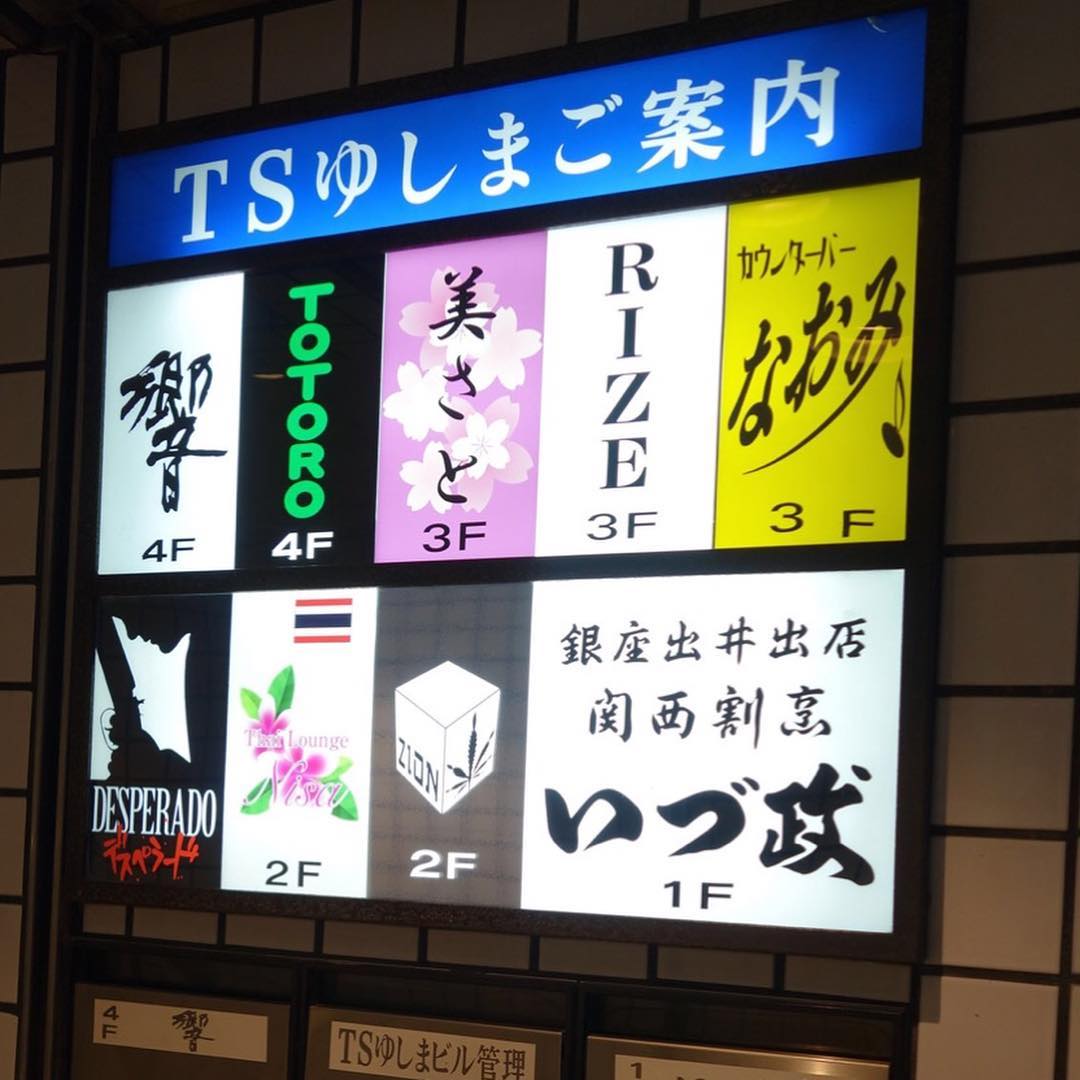 TSゆしまご案内
響
4F
TOTORO
4F
美さと
3F
RIZE
3F
カウンターバー
なおみ
3F
DESPERADO
デスペラード
Thai Lounge
Nisa
2F
ZION
2F
銀座出井出店
関西割烹
いづ政
1F
4F
響
TSゆしまビル管理
1